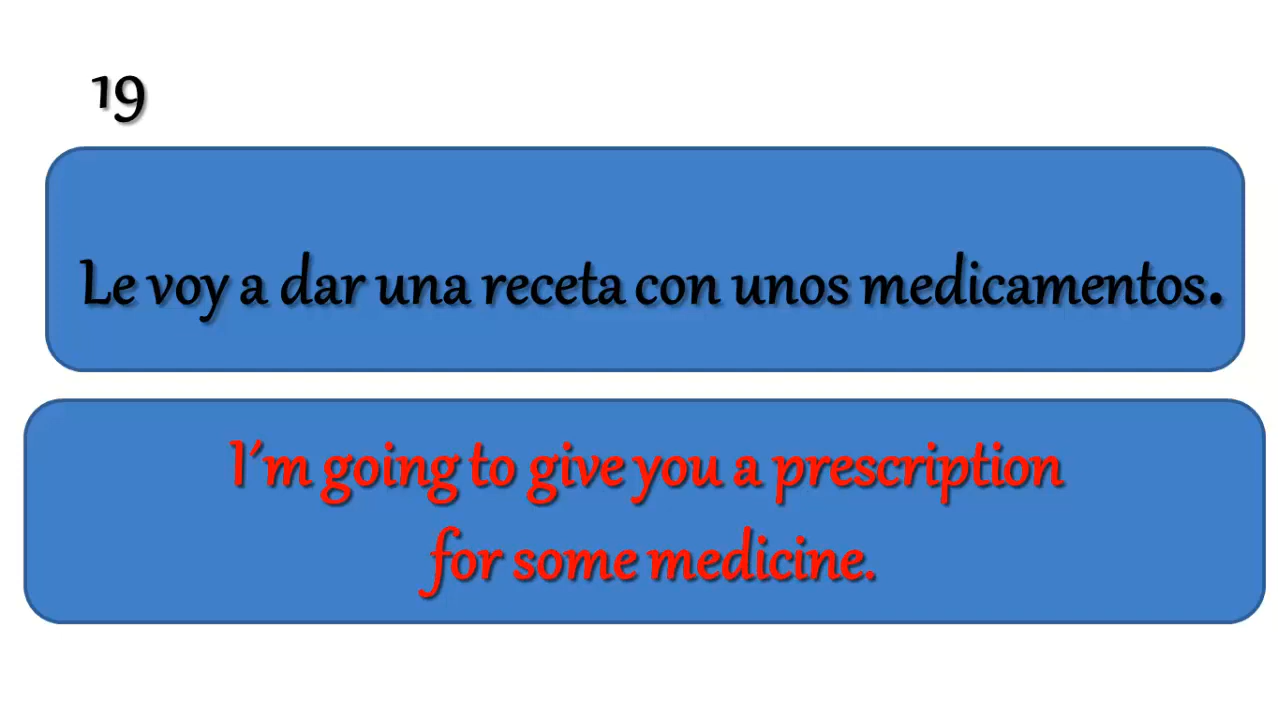 19
Le voy a dar una receta con unos medicamentos.
I´m going to give you a prescription
for some medicine.